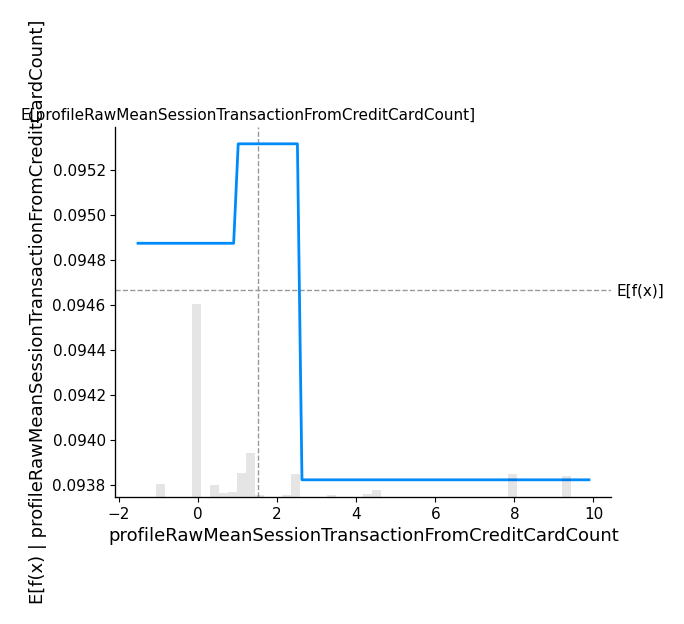 E[profileRawMeanSessionTransactionFromCreditCardCount]
E[f(x) | profileRawMeanSessionTransactionFromCreditCardCount]
0.0952
0.0950
0.0948
0.0946
0.0944
0.0942
0.0940
0.0938
E[f(x)]
−2 0 2 4 6 8 10
profileRawMeanSessionTransactionFromCreditCardCount